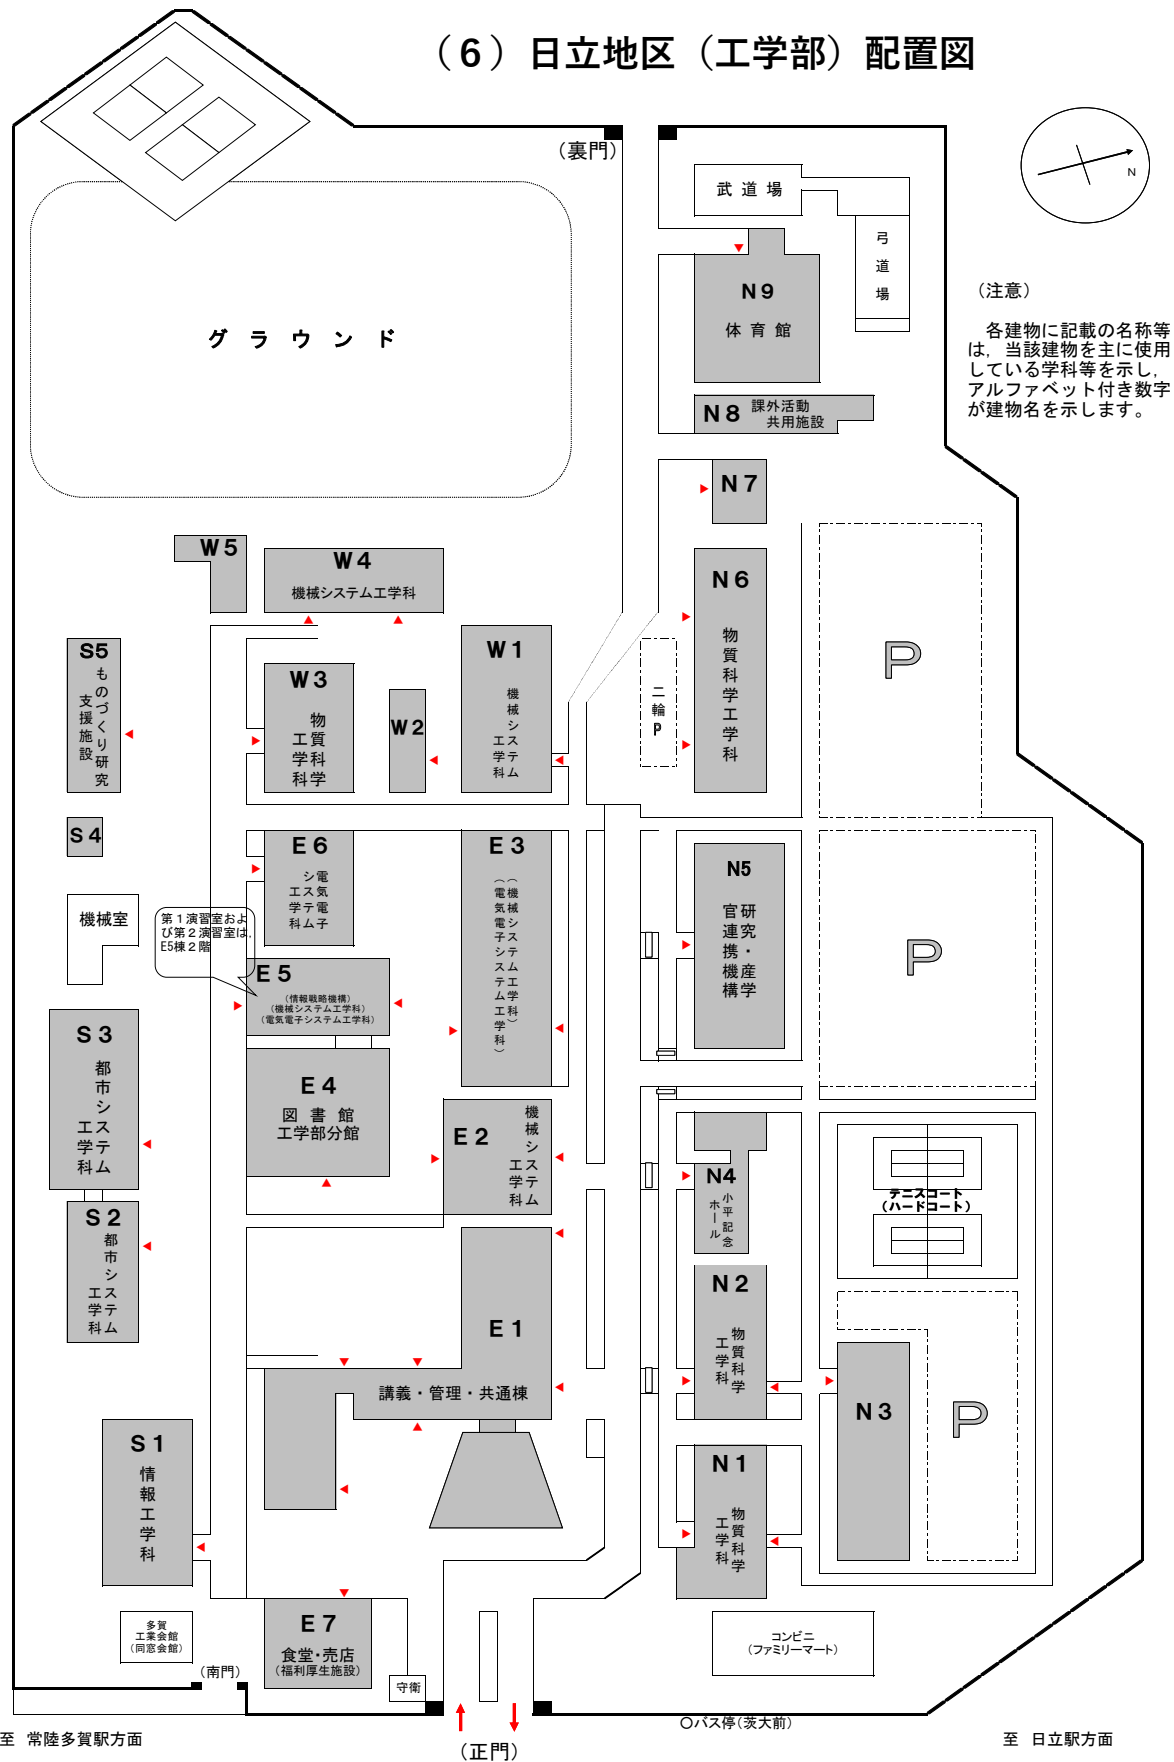 （６）日立地区（工学部）配置図
（裏門）
N
武道場
弓道場
N9
体育館
（注意）
各建物に記載の名称等
は，当該建物を主に使用
している学科等を示し，
アルファベット付き数字
が建物名を示します。
グラウンド
N8
課外活動
共用施設
N7
W5
W4
機械システム工学科
N6
物質科学工学科
P
S5
ものづくり研究
支援施設
W3
物質科学
工学科
W2
W1
機械システム
工学科
二輪P
S4
E6
電気電子
システム
工学科
E3
（機械システム工学科）
（電気電子システム工学科）
N5
研究・産学
官連携機構
P
機械室
第１演習室およ
び第２演習室は,
E5棟２階
E5
（情報戦略機構）
（機械システム工学科）
（電気電子システム工学科）
S3
都市システム
工学科
E4
図書館
工学部分館
E2
機械システム
工学科
N4
小平記念
ホール
テニスコート
（ハードコート）
S2
都市システム
工学科
E1
講義・管理・共通棟
N2
物質科学
工学科
N3
P
S1
情報工学科
N1
物質科学
工学科
多賀
工業会館
（同窓会館）
E7
食堂・売店
（福利厚生施設）
コンビニ
（ファミリーマート）
（南門）
守衛
○バス停（茨大前）
至 常陸多賀駅方面
（正門）
至 日立駅方面